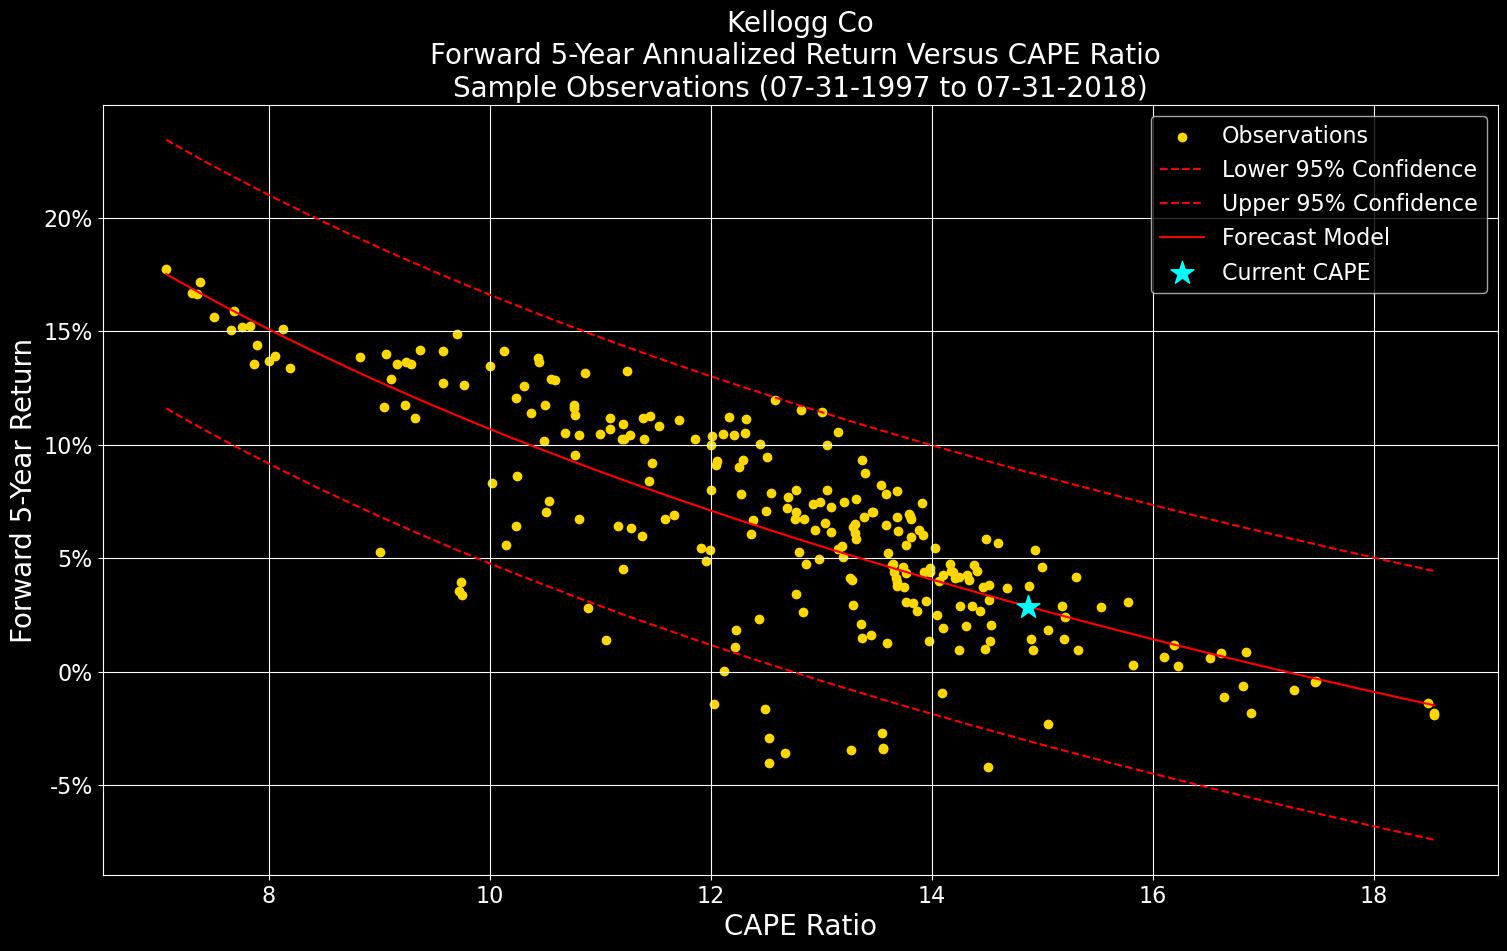 Kellogg Co
Forward 5-Year Annualized Return Versus CAPE Ratio
Sample Observations (07-31-1997 to 07-31-2018)
Observations
Lower 95% Confidence
Upper 95% Confidence
Forecast Model
Current CAPE
Forward 5-Year Return
20%
15%
10%
5%
0%
-5%
8 10 12 14 16 18
CAPE Ratio